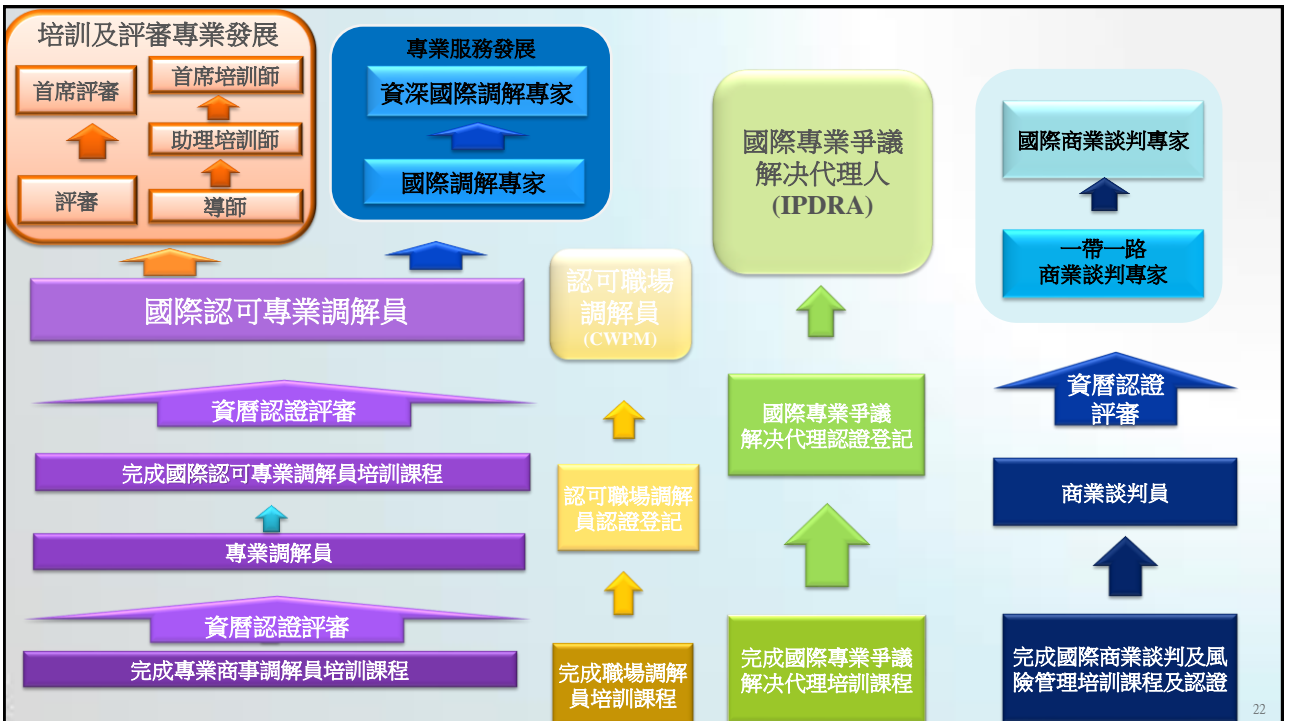 培訓及評審專業發展
首席評審
評審
首席培訓師
助理培訓師
導師
專業服務發展
資深國際調解專家
國際調解專家
國際認可專業調解員
資曆認證評審
完成國際認可專業調解員培訓課程
專業調解員
資曆認證評審
完成專業商事調解員培訓課程
認可職場
調解員
(CWPM)
認可職場調解
員認證登記
完成職場調解
員培訓課程
國際專業爭議
解决代理人
(IPDRA)
國際專業爭議
解决代理認證登記
完成國際專業爭議
解决代理培訓課程
國際商業談判專家
一帶一路
商業談判專家
資曆認證
評審
商業談判員
完成國際商業談判及風
險管理培訓課程及認證
22